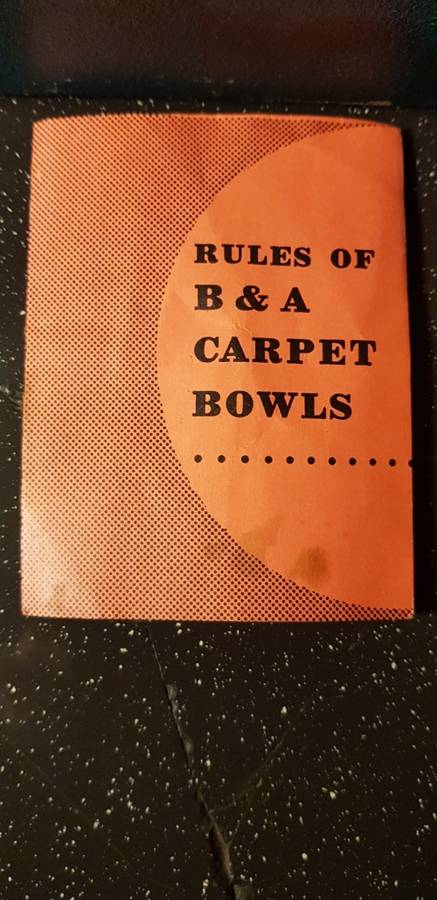 RULES OF
B & A
CARPET
BOWLS